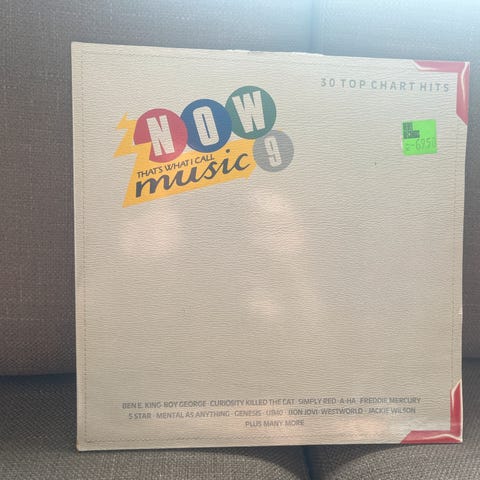 30 TOP CHART HITS
NOW
THAT'S WHAT I CALL
music 9
BEN E. KING · BOY GEORGE · CURIOSITY KILLED THE CAT · SIMPLY RED · A-HA · FREDDIE MERCURY
5 STAR · MENTAL AS ANYTHING · GENESIS · UB40 · BON JOVI · WESTWORLD · JACKIE WILSON
PLUS MANY MORE